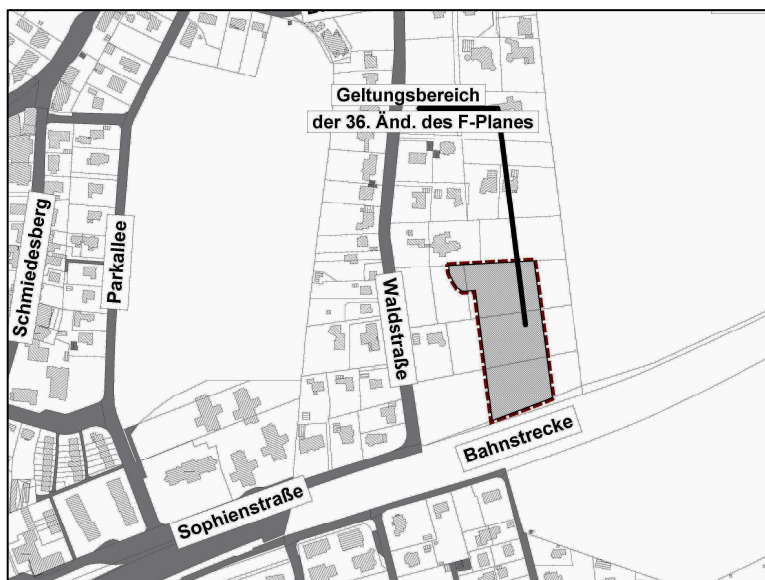 Geltungsbereich
der 36. Änd. des F-Planes
Schmiedesberg
Parkallee
Waldstraße
Bahnstrecke
Sophienstraße